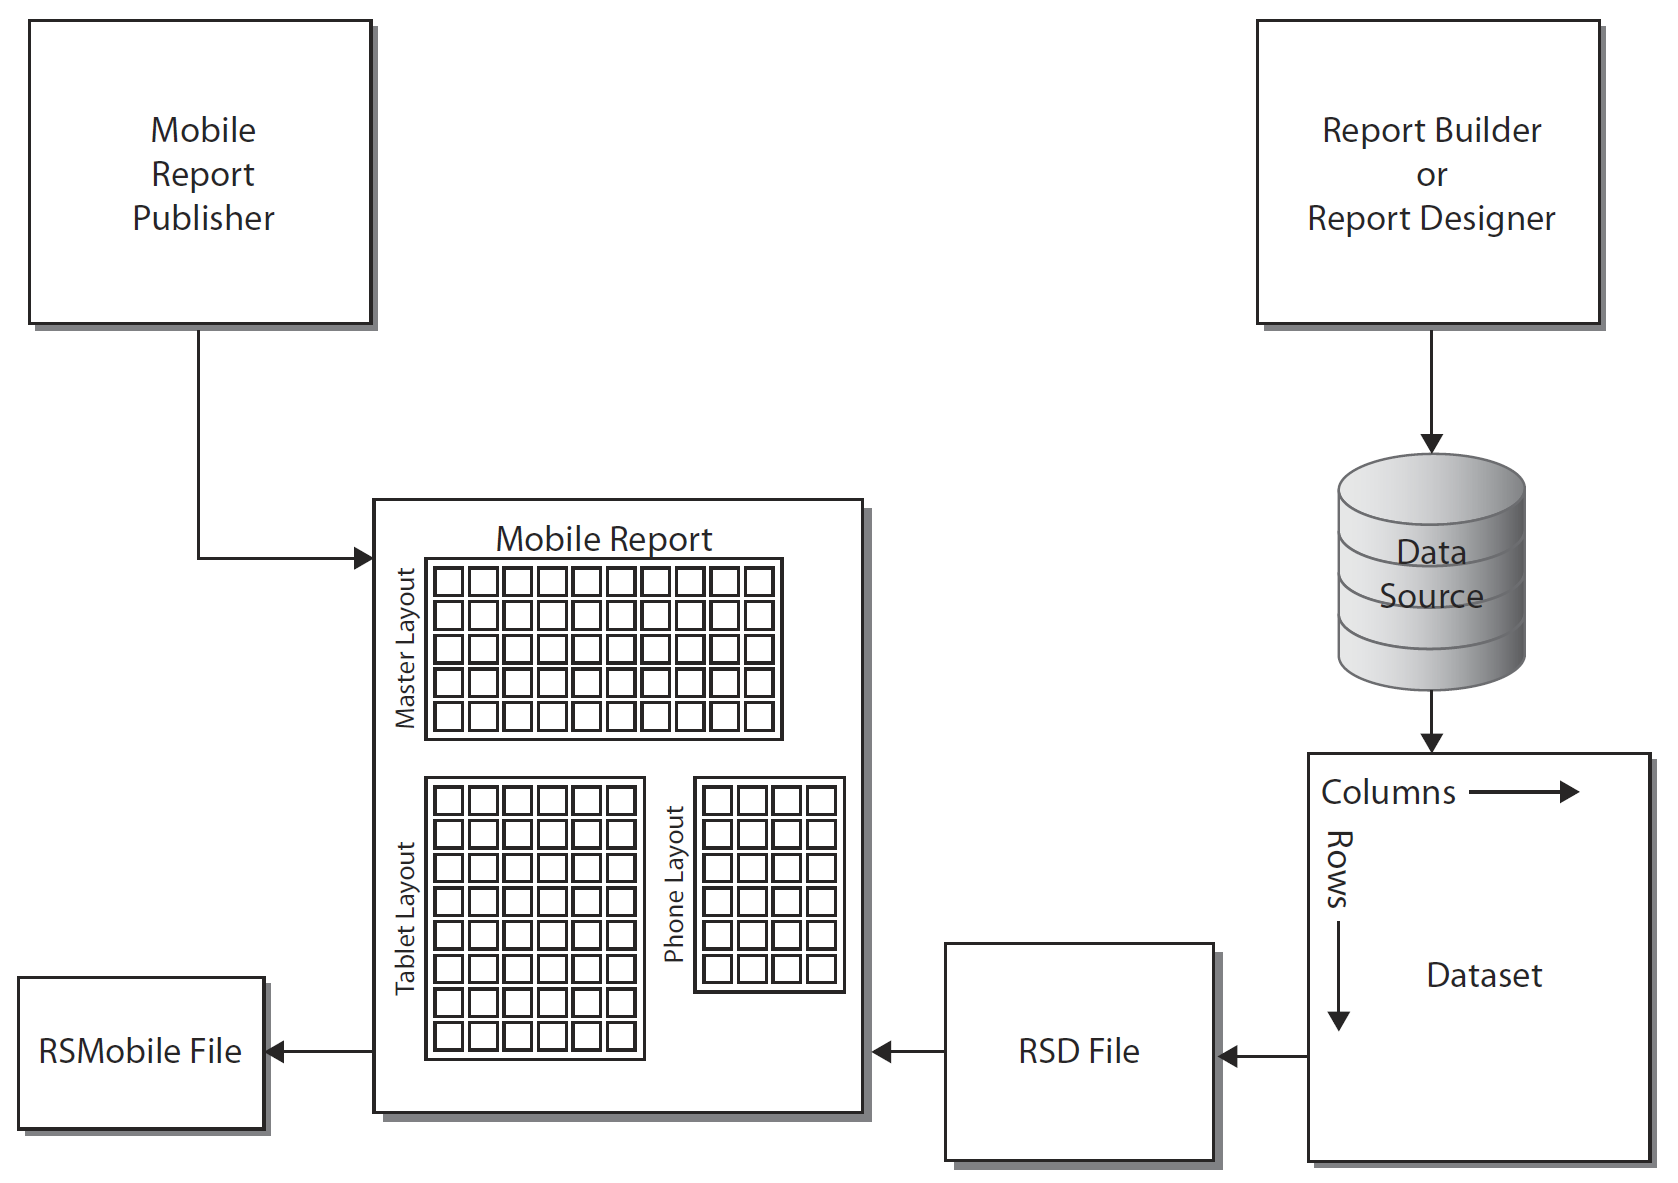 Mobile
Report
Publisher
Report Builder
or
Report Designer
Mobile Report
Master Layout
Tablet Layout
Phone Layout
Data
Source
Columns
Rows
Dataset
RSD File
RSMobile File